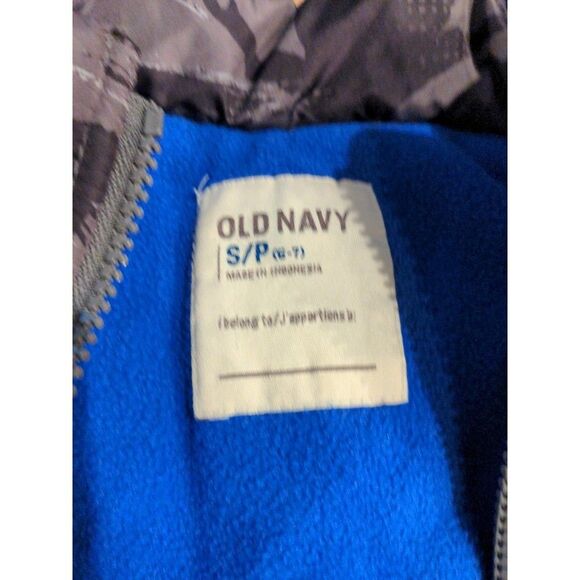 OLD NAVY
S/P (6-7)
MADE IN INDONESIA
I belong to/J'appartiens à: